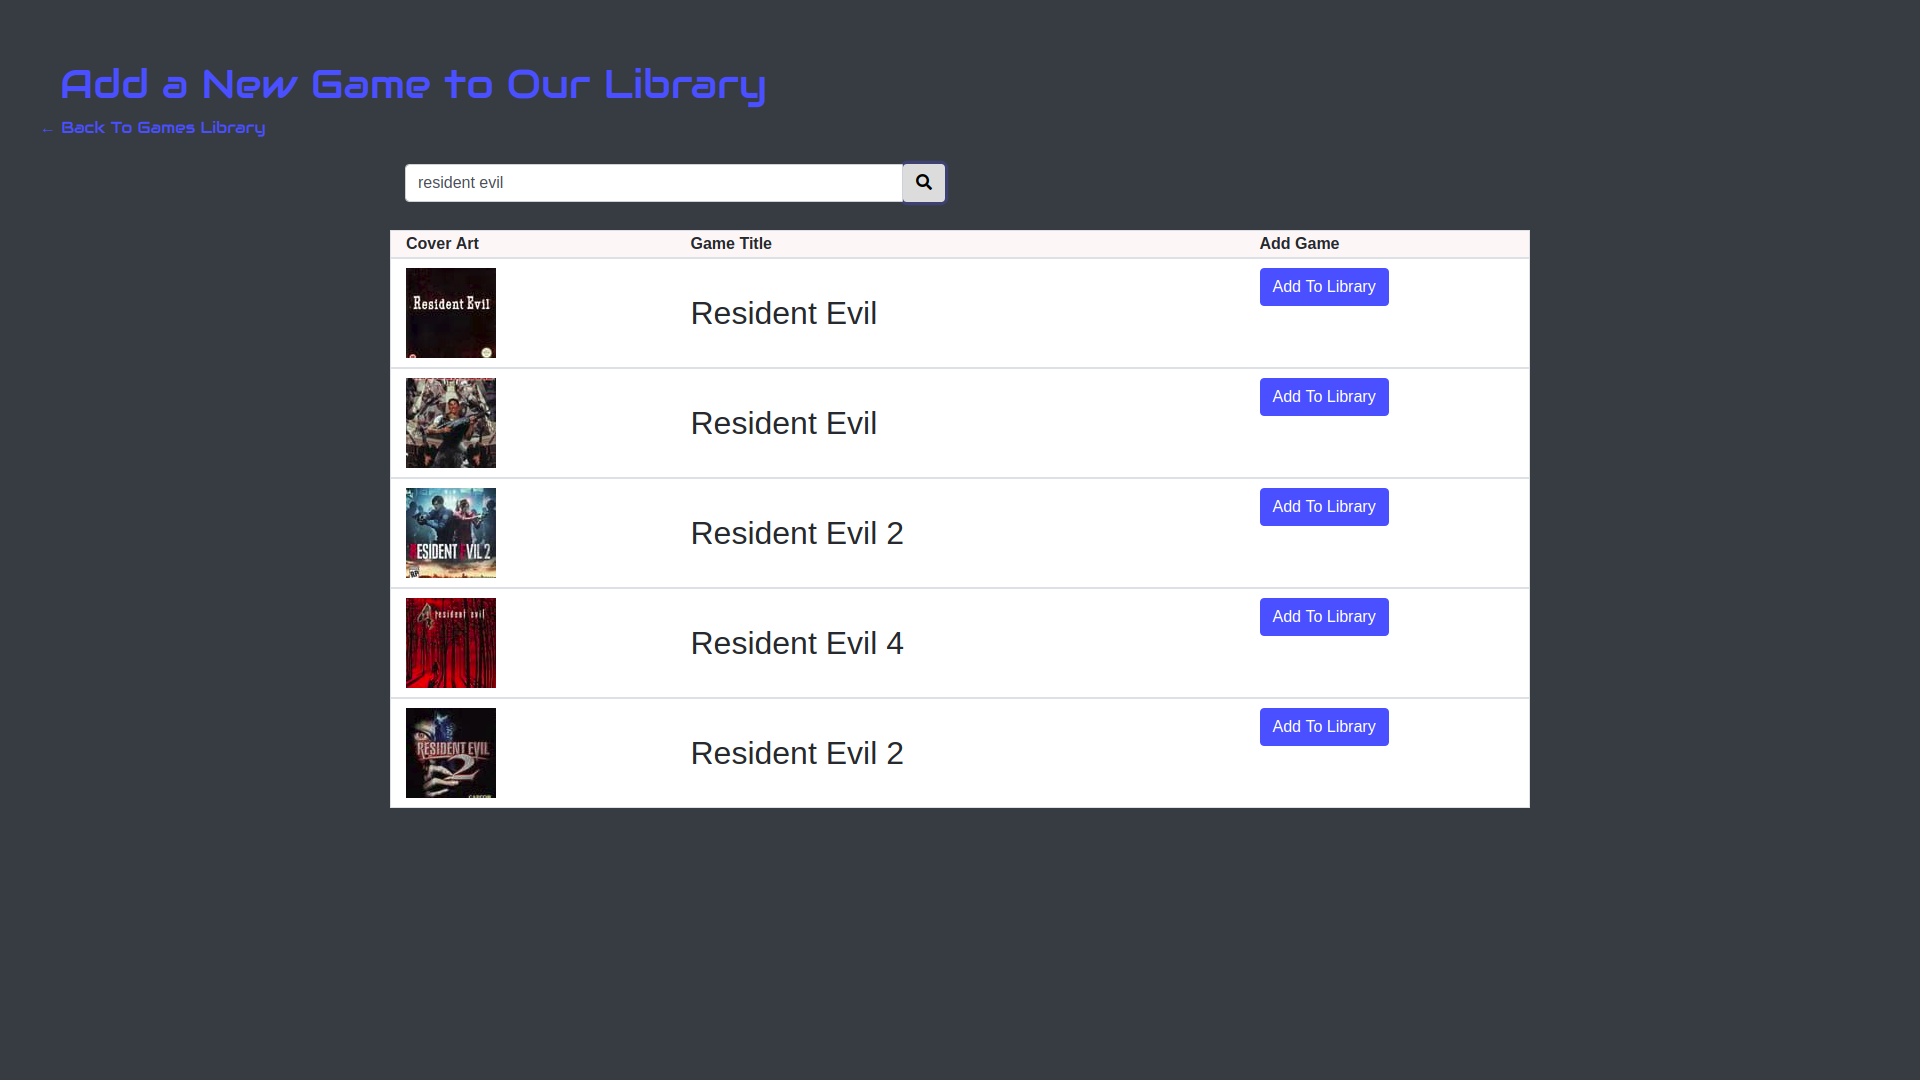 Add a New Game to Our Library
← Back To Games Library
resident evil
Cover Art Game Title Add Game
Resident Evil
Resident Evil
Add To Library
Resident Evil
Add To Library
RESIDENT EVIL 2
Resident Evil 2
Add To Library
4 resident evil
Resident Evil 4
Add To Library
RESIDENT EVIL
2
CAPCOM
Resident Evil 2
Add To Library